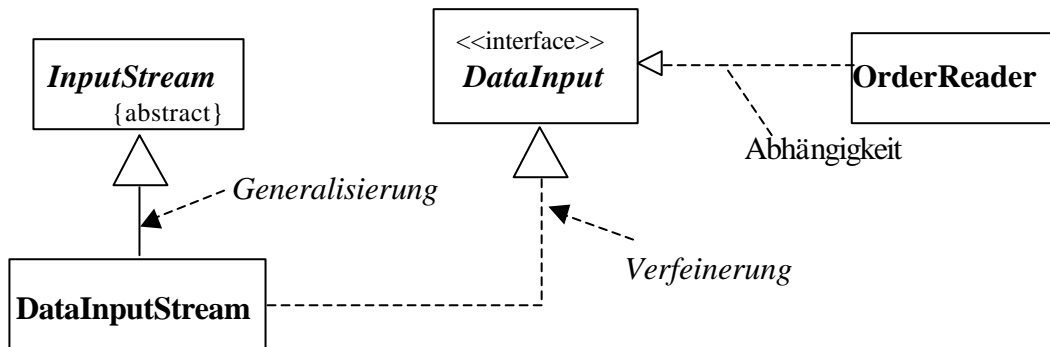 InputStream
{abstract}
<<interface>>
DataInput
OrderReader
Abhängigkeit
Generalisierung
Verfeinerung
DataInputStream